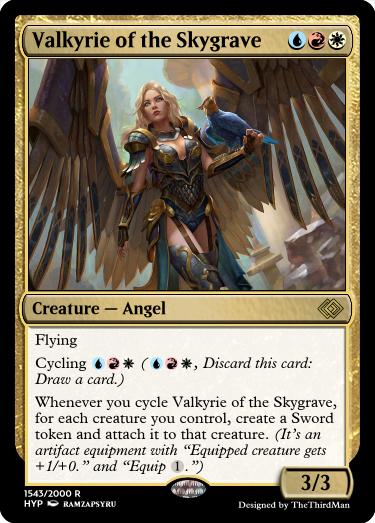 Valkyrie of the Skygrave
Creature — Angel
Flying
Cycling (, Discard this card:
Draw a card.)
Whenever you cycle Valkyrie of the Skygrave,
for each creature you control, create a Sword
token and attach it to that creature. (It's an
artifact equipment with “Equipped creature gets
+1/+0.” and “Equip 1.”)
3/3
1543/2000 R
HYP RAMZAPSYRU
Designed by TheThirdMan